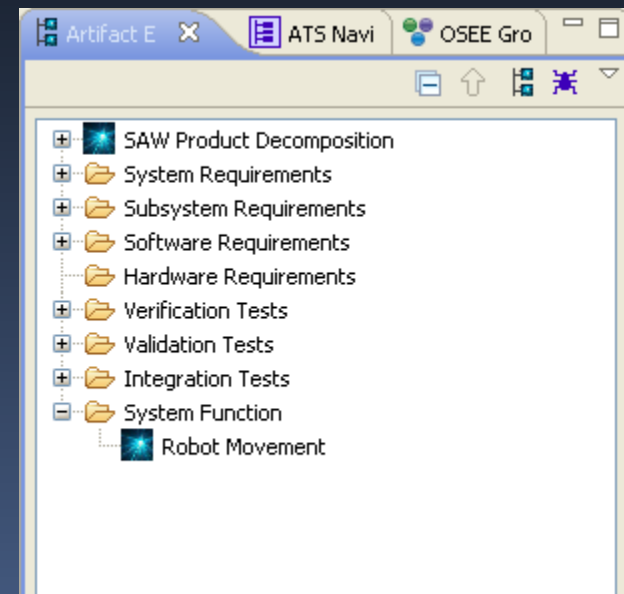 Artifact E ATS Navi OSEE Gro
SAW Product Decomposition
System Requirements
Subsystem Requirements
Software Requirements
Hardware Requirements
Verification Tests
Validation Tests
Integration Tests
System Function
Robot Movement